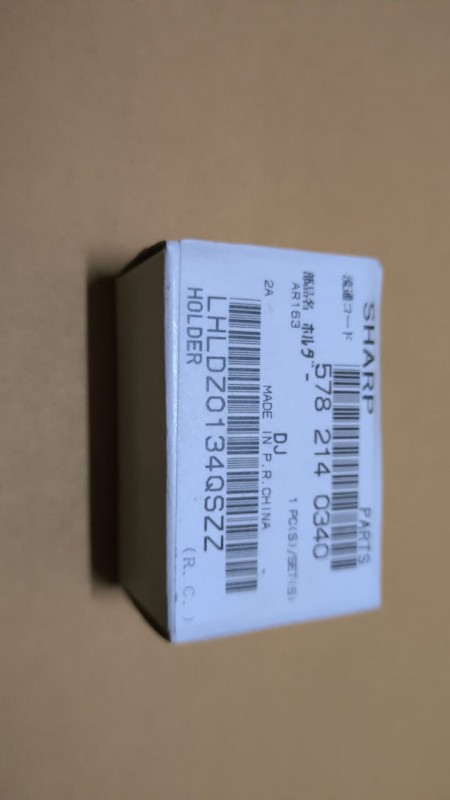 SHARP PARTS
流通コード
578 214 0340
部品名 ホルダー
AR163 1 PC(S)/SET(S)
DJ
2A MADE IN P.R.CHINA
LHLDZ0134QSZZ
HOLDER (R.C.)